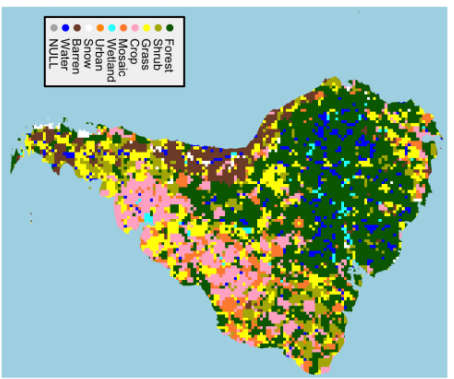 Forest
Shrub
Grass
Crop
Mosaic
Wetland
Urban
Snow
Barren
Water
NULL